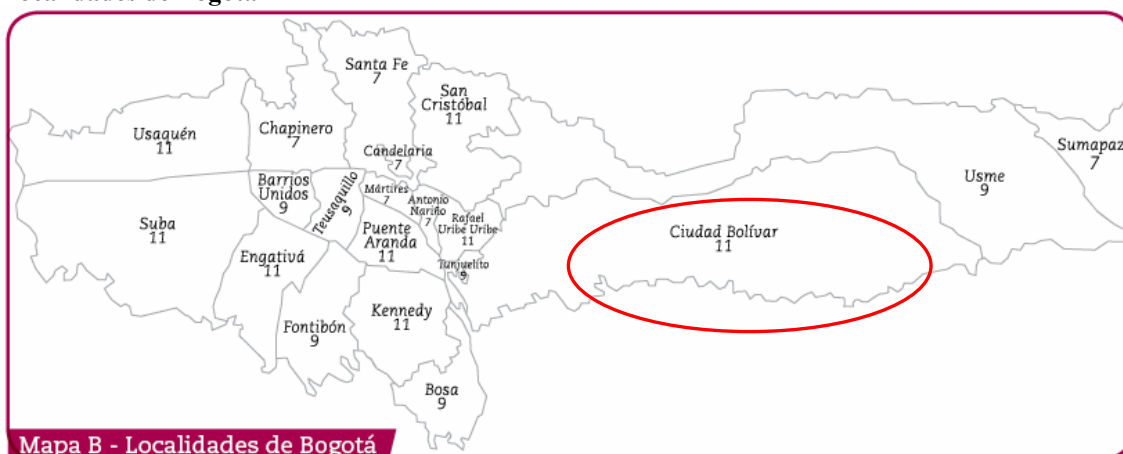 Santa Fe
7
San
Cristóbal
11
Usaquén
11
Chapinero
7
Sumapaz
7
Candelaria
7
Usme
9
Barrios
Unidos
9
Teusaquillo
9
Mártires
7
Antonio
Nariño
7
Rafael
Uribe Uribe
11
Suba
11
Puente
Aranda
11
Ciudad Bolívar
11
Engativá
11
Tunjuelito
9
Kennedy
11
Fontibón
9
Bosa
9
Mapa B - Localidades de Bogotá